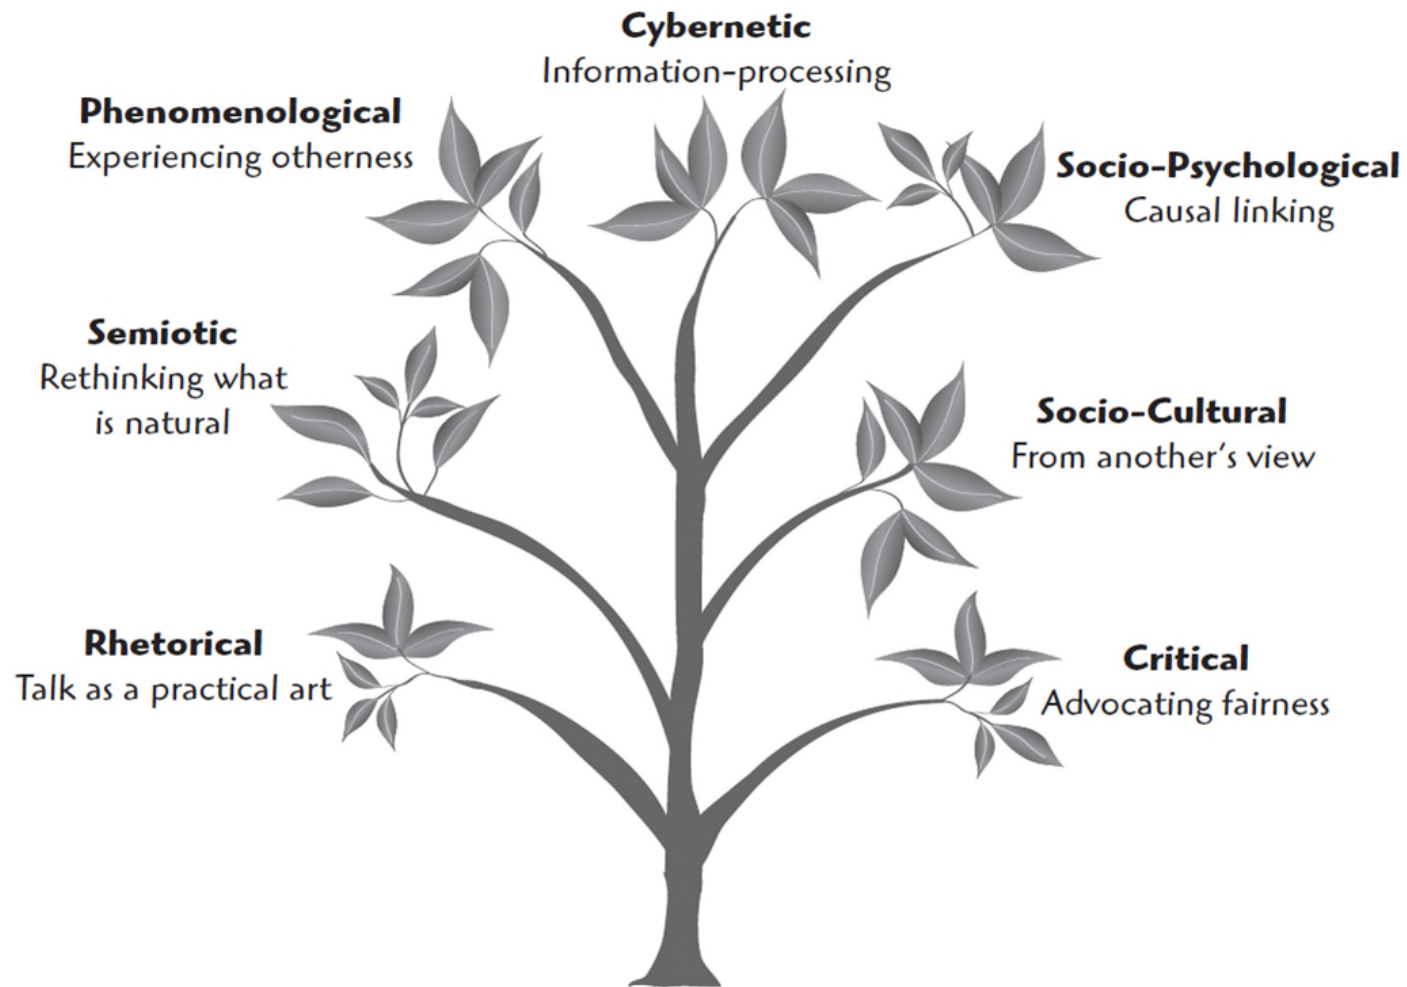 Cybernetic
Information-processing
Phenomenological
Experiencing otherness
Socio-Psychological
Causal linking
Semiotic
Rethinking what
is natural
Socio-Cultural
From another's view
Rhetorical
Talk as a practical art
Critical
Advocating fairness